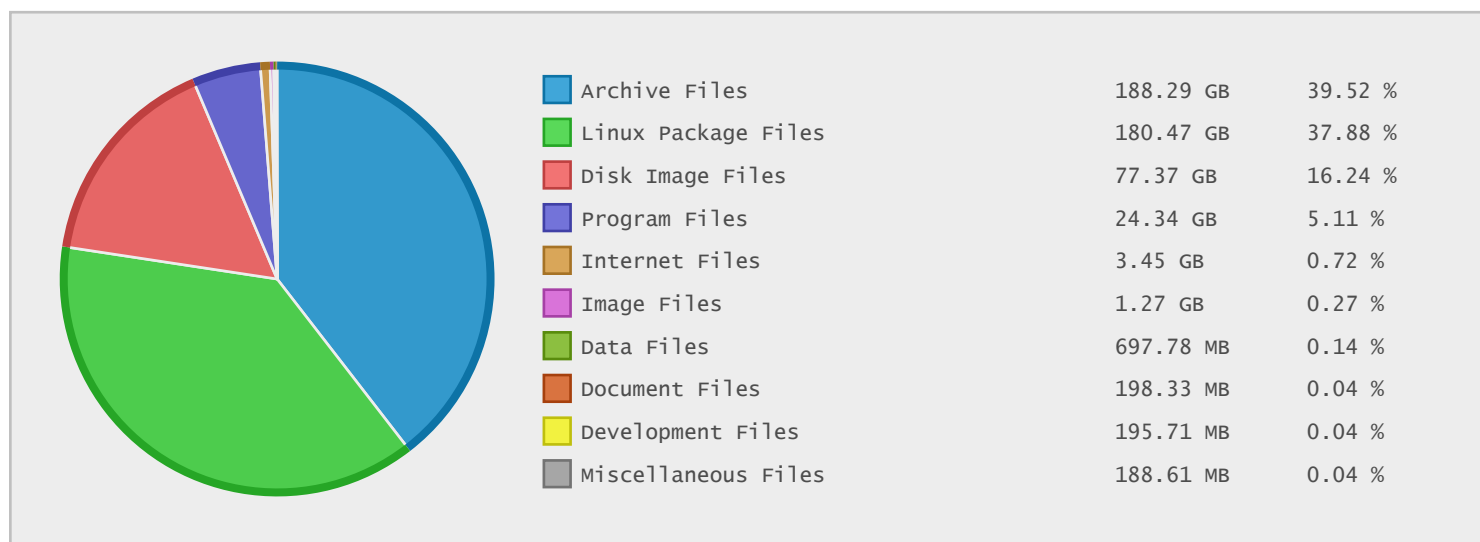 Archive Files 188.29 GB 39.52 %
Linux Package Files 180.47 GB 37.88 %
Disk Image Files 77.37 GB 16.24 %
Program Files 24.34 GB 5.11 %
Internet Files 3.45 GB 0.72 %
Image Files 1.27 GB 0.27 %
Data Files 697.78 MB 0.14 %
Document Files 198.33 MB 0.04 %
Development Files 195.71 MB 0.04 %
Miscellaneous Files 188.61 MB 0.04 %